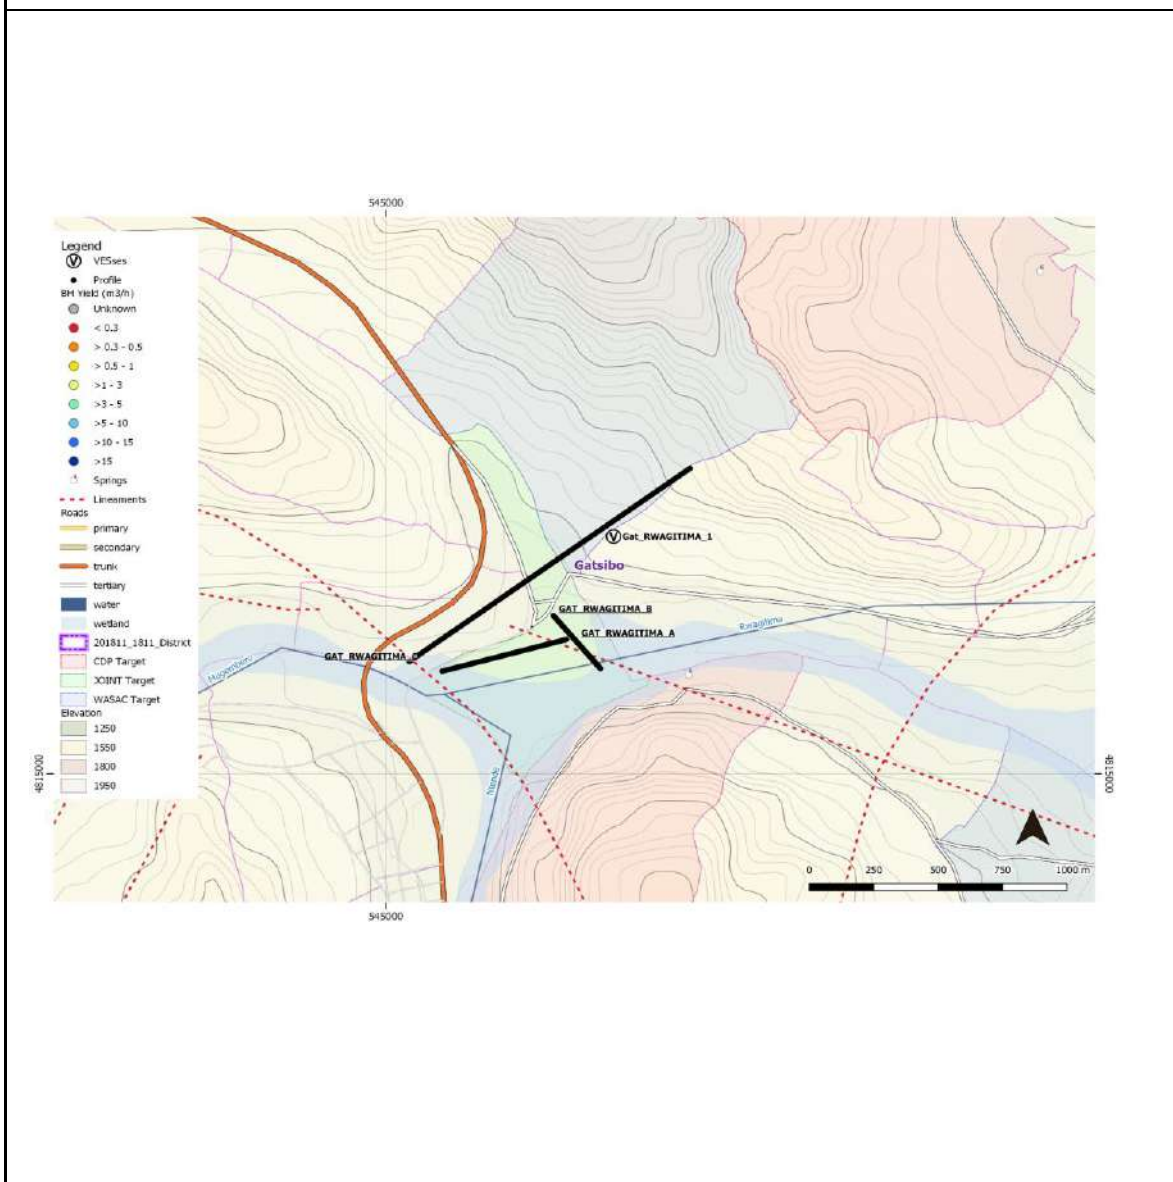 545000
Legend
V VESses
Profile
BH Yield (m3/h)
Unknown
< 0.3
> 0.3 - 0.5
> 0.5 - 1
>1 - 3
>3 - 5
>5 - 10
>10 - 15
>15
Springs
Lineaments
Roads
primary
secondary
trunk
tertiary
water
wetland
201811_1811_District
CDP Target
JOINT Target
WASAC Target
Elevation
1250
1550
1800
1950
V Gat_RWAGITIMA_1
Gatsibo
GAT_RWAGITIMA_B
GAT_RWAGITIMA_A
Rwagitima
GAT_RWAGITIMA_C
4815000
4815000
0 250 500 750 1000 m
545000